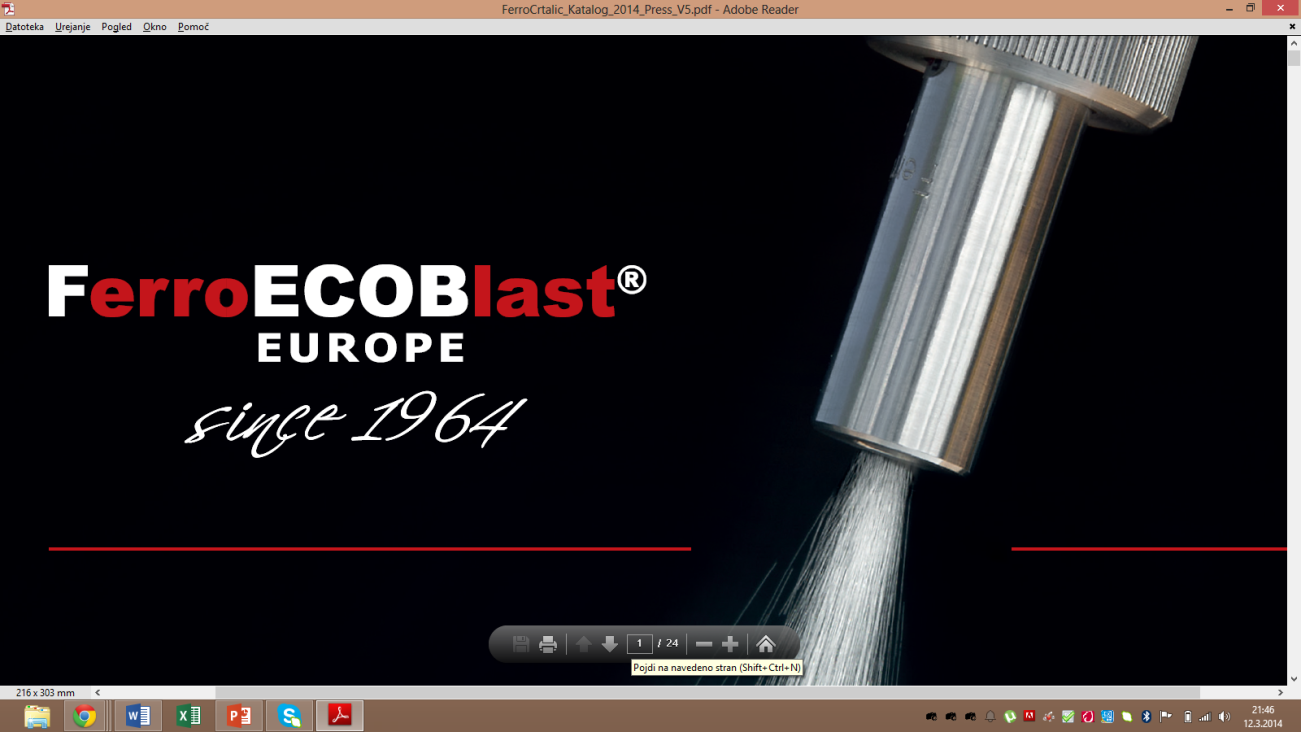 FerroCrtalic_Katalog_2014_Press_V5.pdf - Adobe Reader
Datoteka Urejanje Pogled Okno Pomoč
FerroECOBlast®
EUROPE
since 1964
1 / 24
Pojdi na navedeno stran (Shift+Ctrl+N)
216 x 303 mm
21:46
12.3.2014